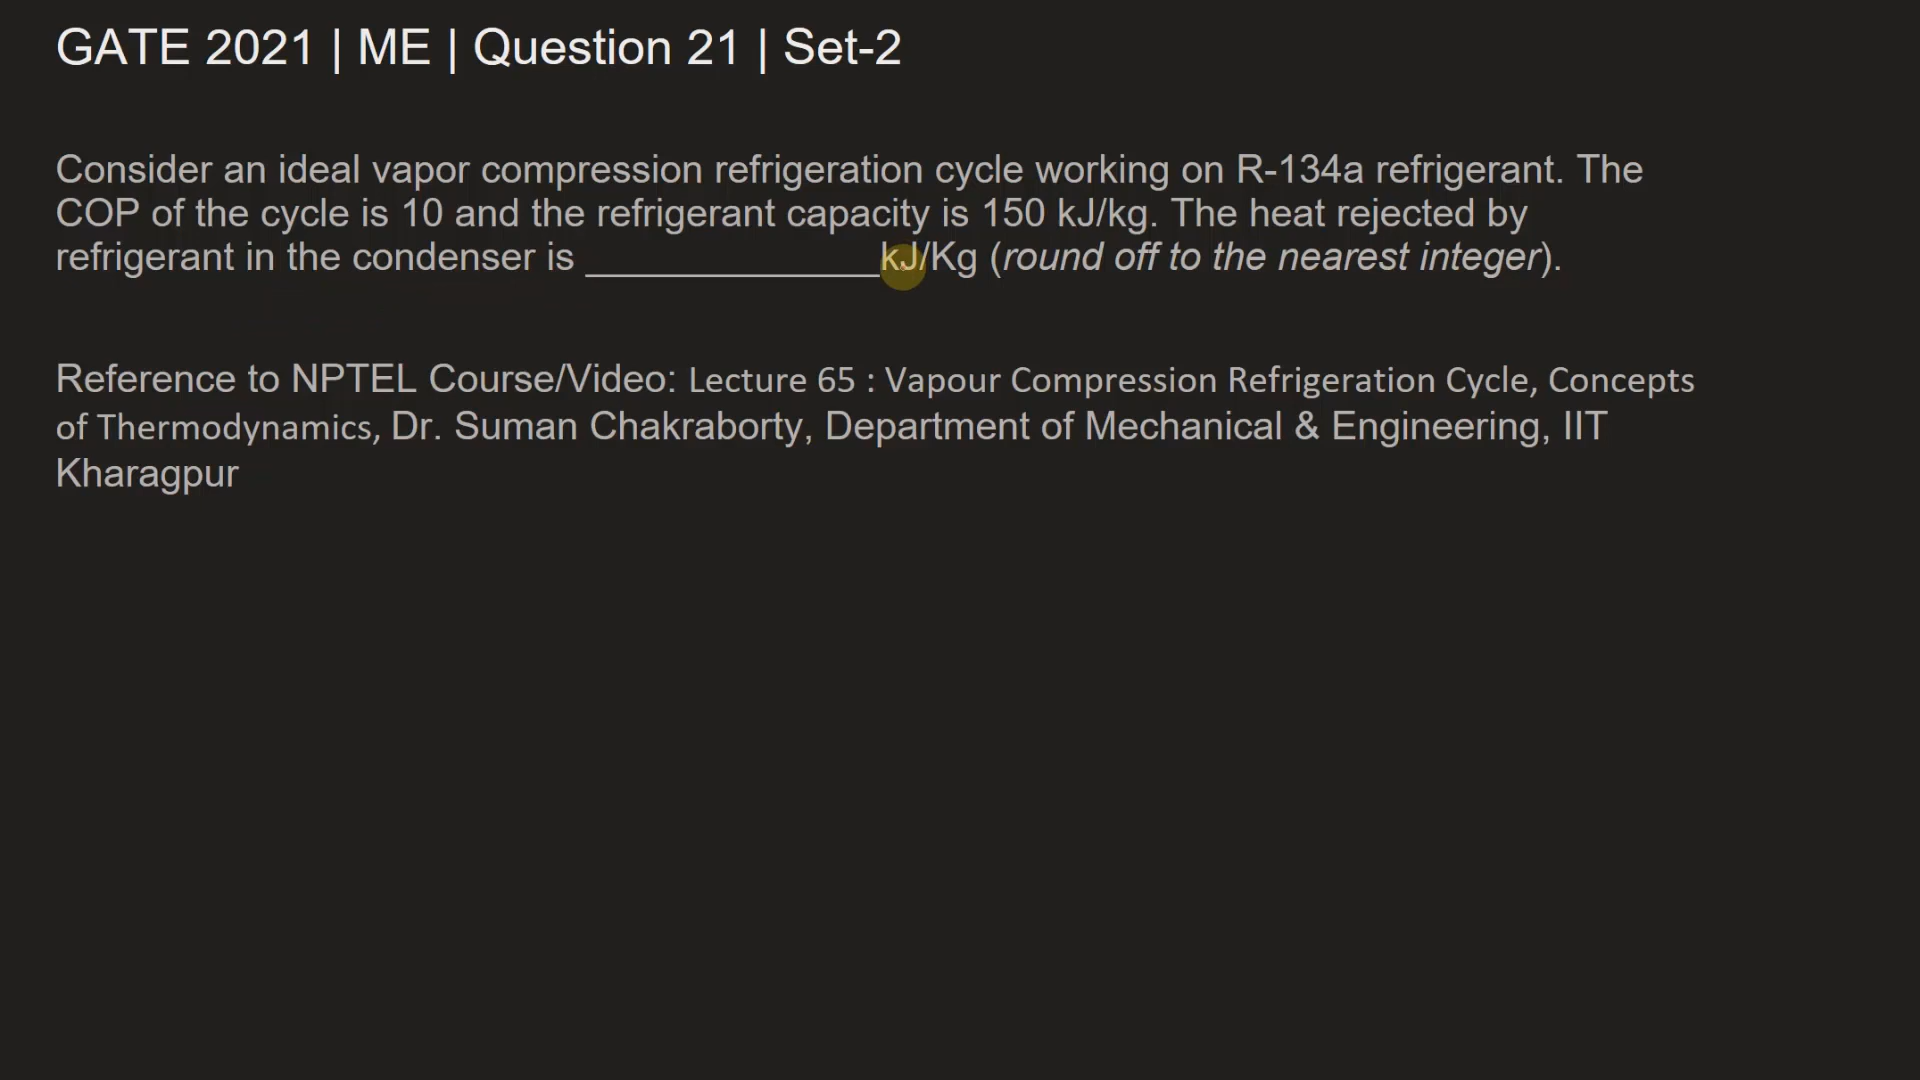 GATE 2021 | ME | Question 21 | Set-2
Consider an ideal vapor compression refrigeration cycle working on R-134a refrigerant. The
COP of the cycle is 10 and the refrigerant capacity is 150 kJ/kg. The heat rejected by
refrigerant in the condenser is ______________kJ/Kg (round off to the nearest integer).
Reference to NPTEL Course/Video: Lecture 65 : Vapour Compression Refrigeration Cycle, Concepts
of Thermodynamics, Dr. Suman Chakraborty, Department of Mechanical & Engineering, IIT
Kharagpur